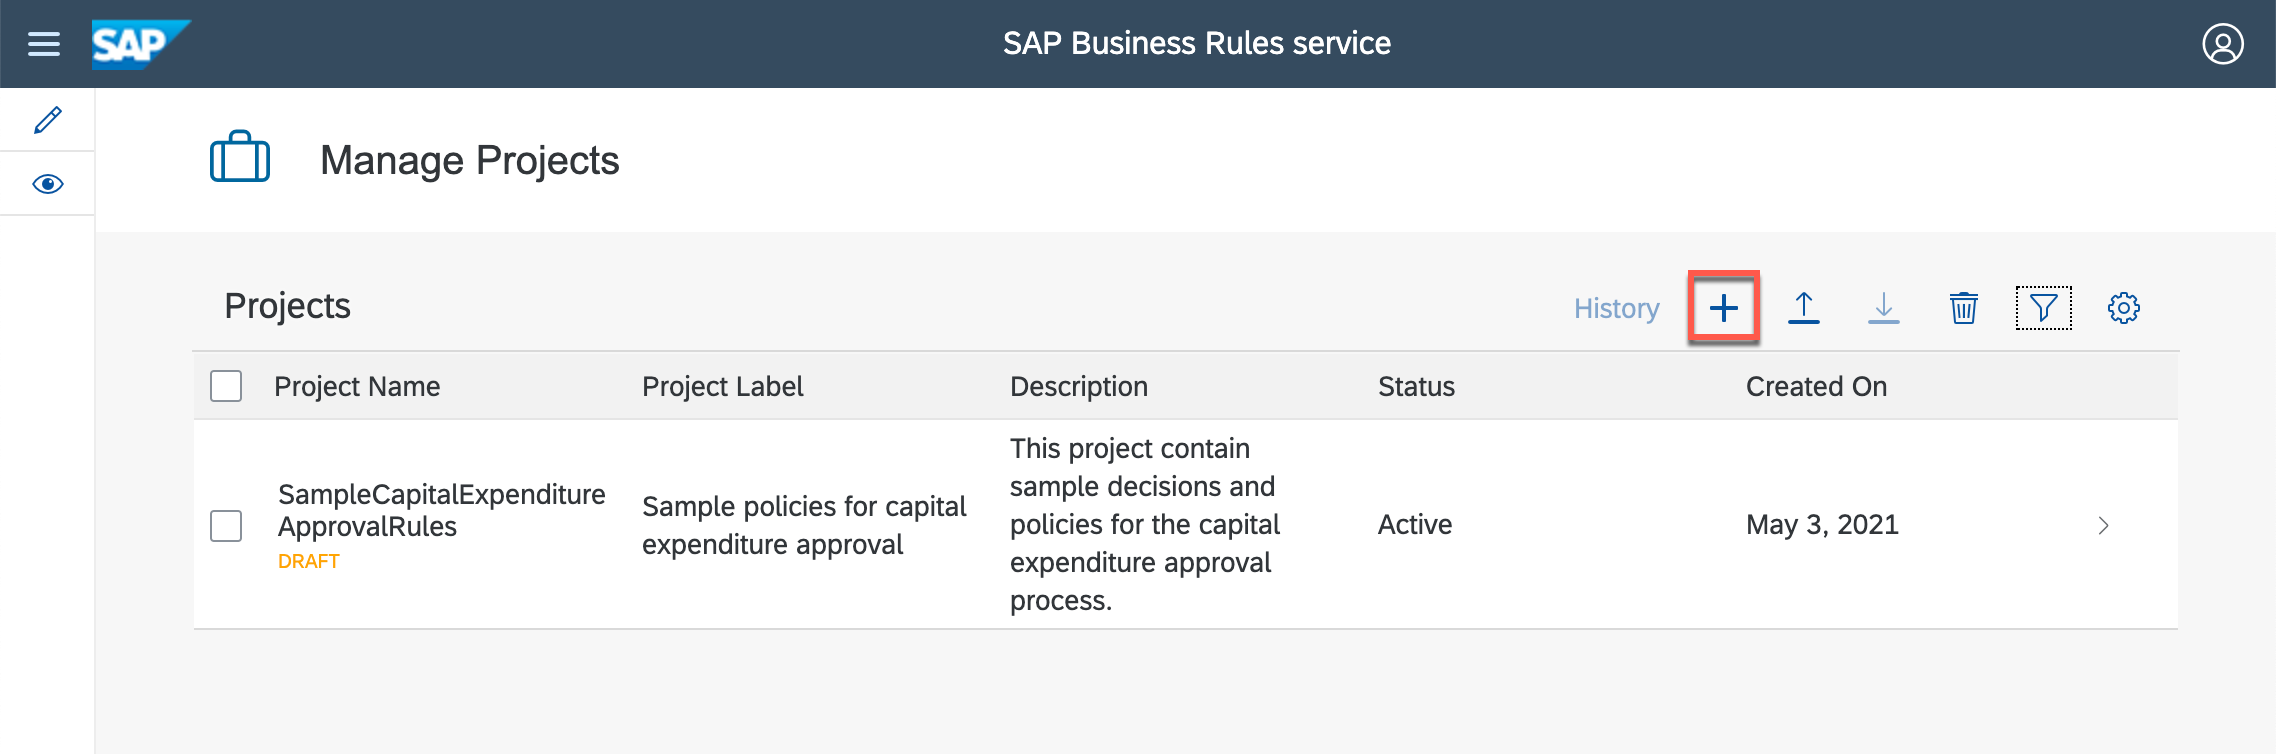 SAP
SAP Business Rules service
Manage Projects
Projects
History
Project Name
Project Label
Description
Status
Created On
SampleCapitalExpenditure
ApprovalRules
DRAFT
Sample policies for capital
expenditure approval
This project contain
sample decisions and
policies for the capital
expenditure approval
process.
Active
May 3, 2021